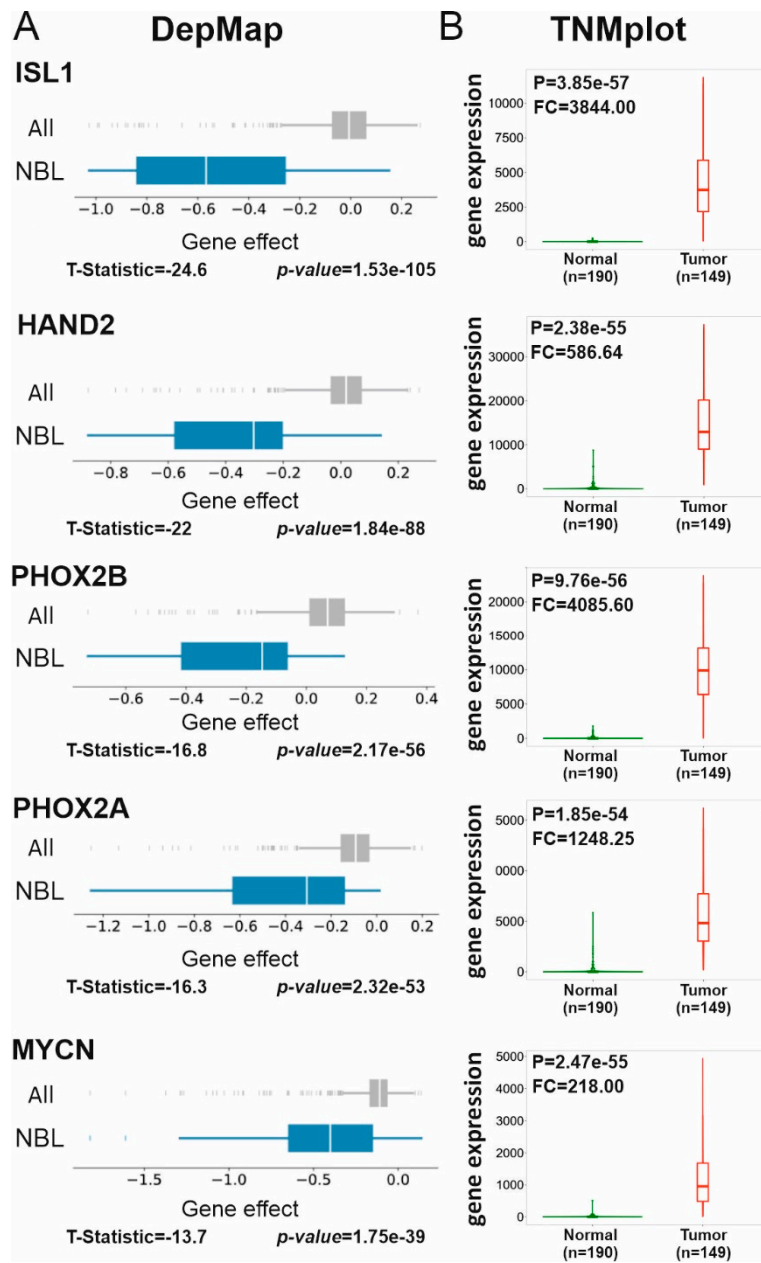 A DepMap B TNMplot
ISL1
All
NBL
−1.0 −0.8 −0.6 −0.4 −0.2 0.0 0.2
Gene effect
T-Statistic=-24.6 p-value=1.53e-105
gene expression
10000
7500
5000
2500
0
P=3.85e-57
FC=3844.00
Normal Tumor
(n=190) (n=149)
HAND2
All
NBL
−0.8 −0.6 −0.4 −0.2 0.0 0.2
Gene effect
T-Statistic=-22 p-value=1.84e-88
gene expression
30000
20000
10000
0
P=2.38e-55
FC=586.64
Normal Tumor
(n=190) (n=149)
PHOX2B
All
NBL
−0.6 −0.4 −0.2 0.0 0.2 0.4
Gene effect
T-Statistic=-16.8 p-value=2.17e-56
gene expression
20000
15000
10000
5000
0
P=9.76e-56
FC=4085.60
Normal Tumor
(n=190) (n=149)
PHOX2A
All
NBL
−1.2 −1.0 −0.8 −0.6 −0.4 −0.2 0.0 0.2
Gene effect
T-Statistic=-16.3 p-value=2.32e-53
gene expression
5000
0000
5000
0
P=1.85e-54
FC=1248.25
Normal Tumor
(n=190) (n=149)
MYCN
All
NBL
−1.5 −1.0 −0.5 0.0
Gene effect
T-Statistic=-13.7 p-value=1.75e-39
gene expression
5000
4000
3000
2000
1000
0
P=2.47e-55
FC=218.00
Normal Tumor
(n=190) (n=149)